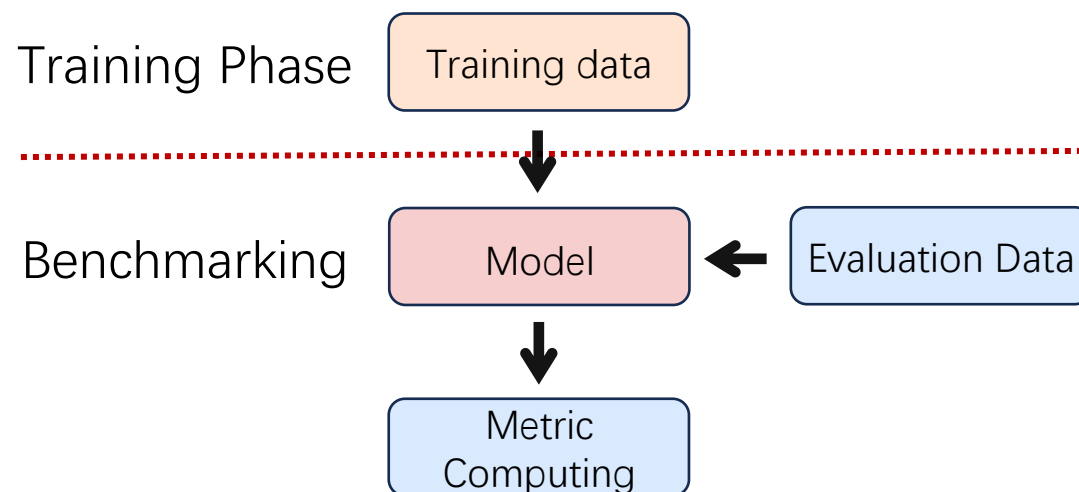 Training Phase
Training data
Benchmarking
Model
Evaluation Data
Metric
Computing